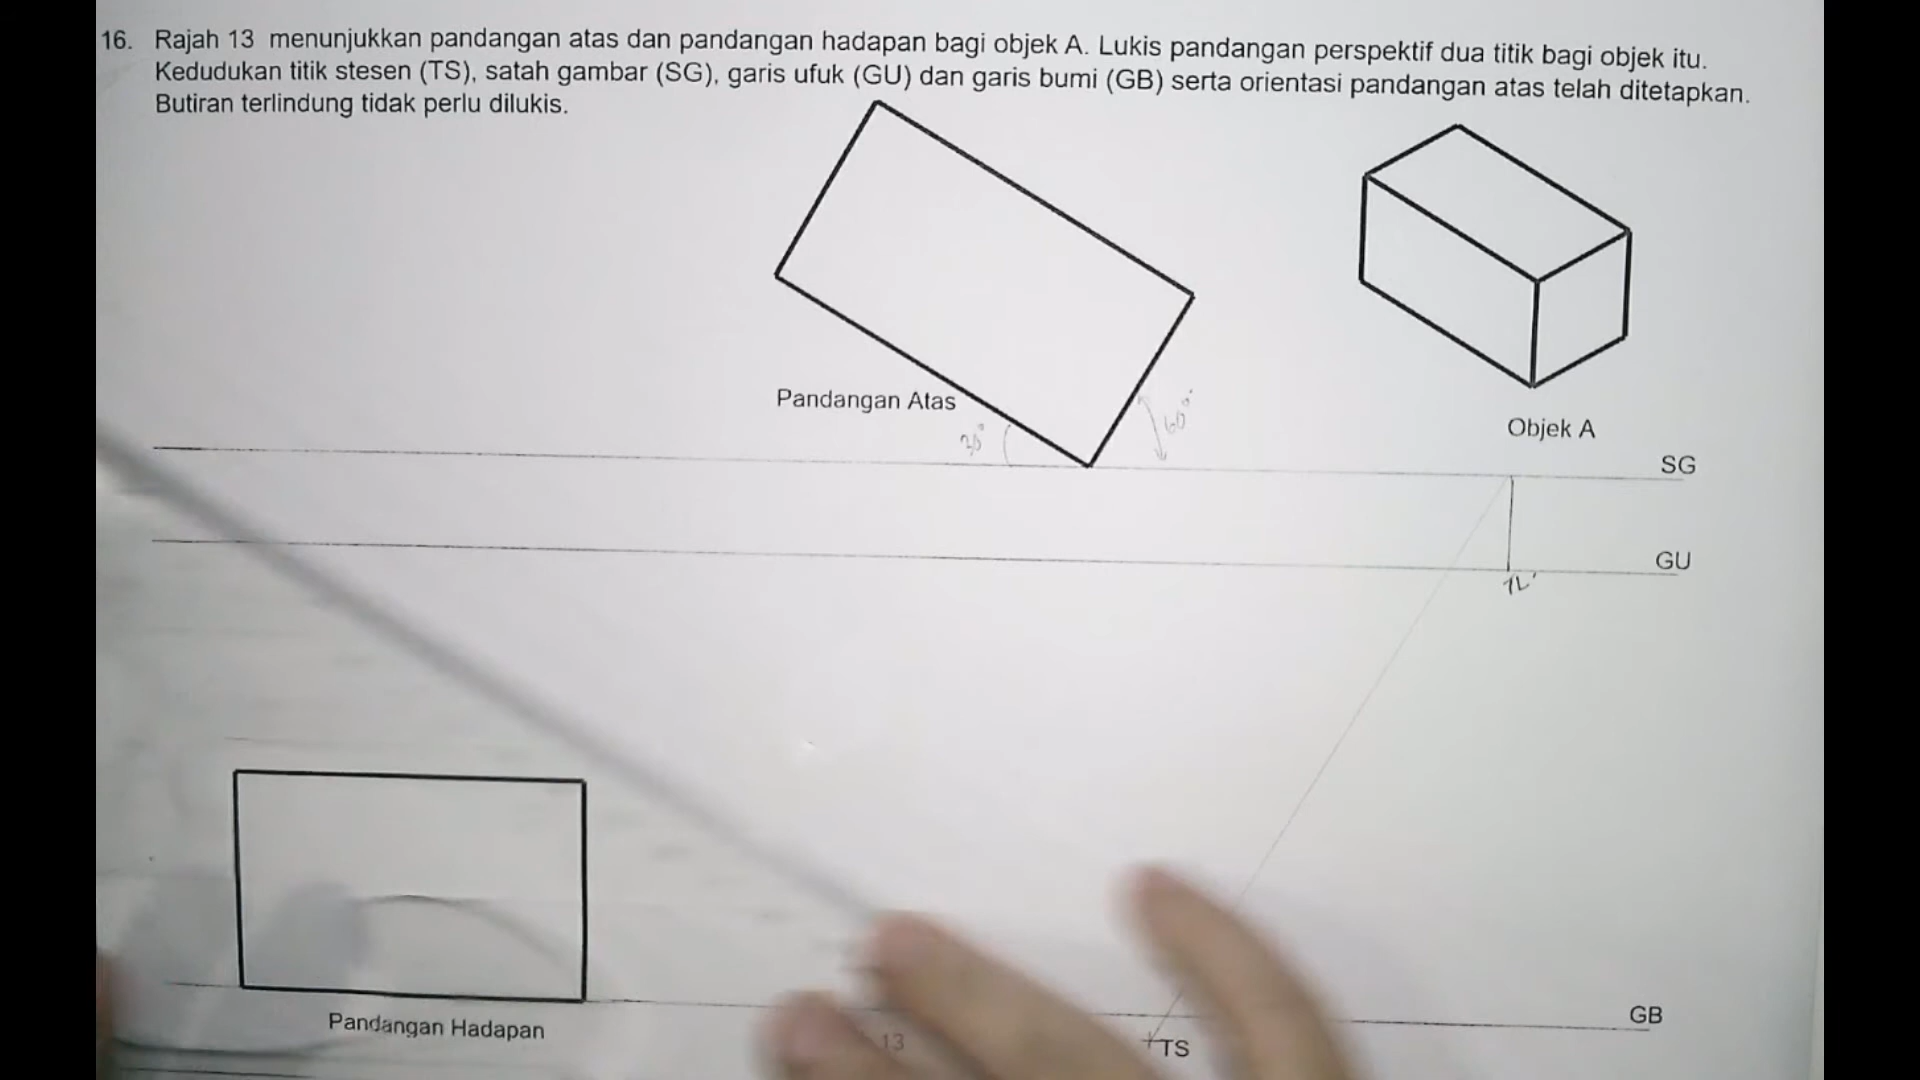 16. Rajah 13 menunjukkan pandangan atas dan pandangan hadapan bagi objek A. Lukis pandangan perspektif dua titik bagi objek itu.
Kedudukan titik stesen (TS), satah gambar (SG), garis ufuk (GU) dan garis bumi (GB) serta orientasi pandangan atas telah ditetapkan.
Butiran terlindung tidak perlu dilukis.
Pandangan Atas
30°
60°
Objek A
SG
GU
TL'
GB
Pandangan Hadapan
13
TS